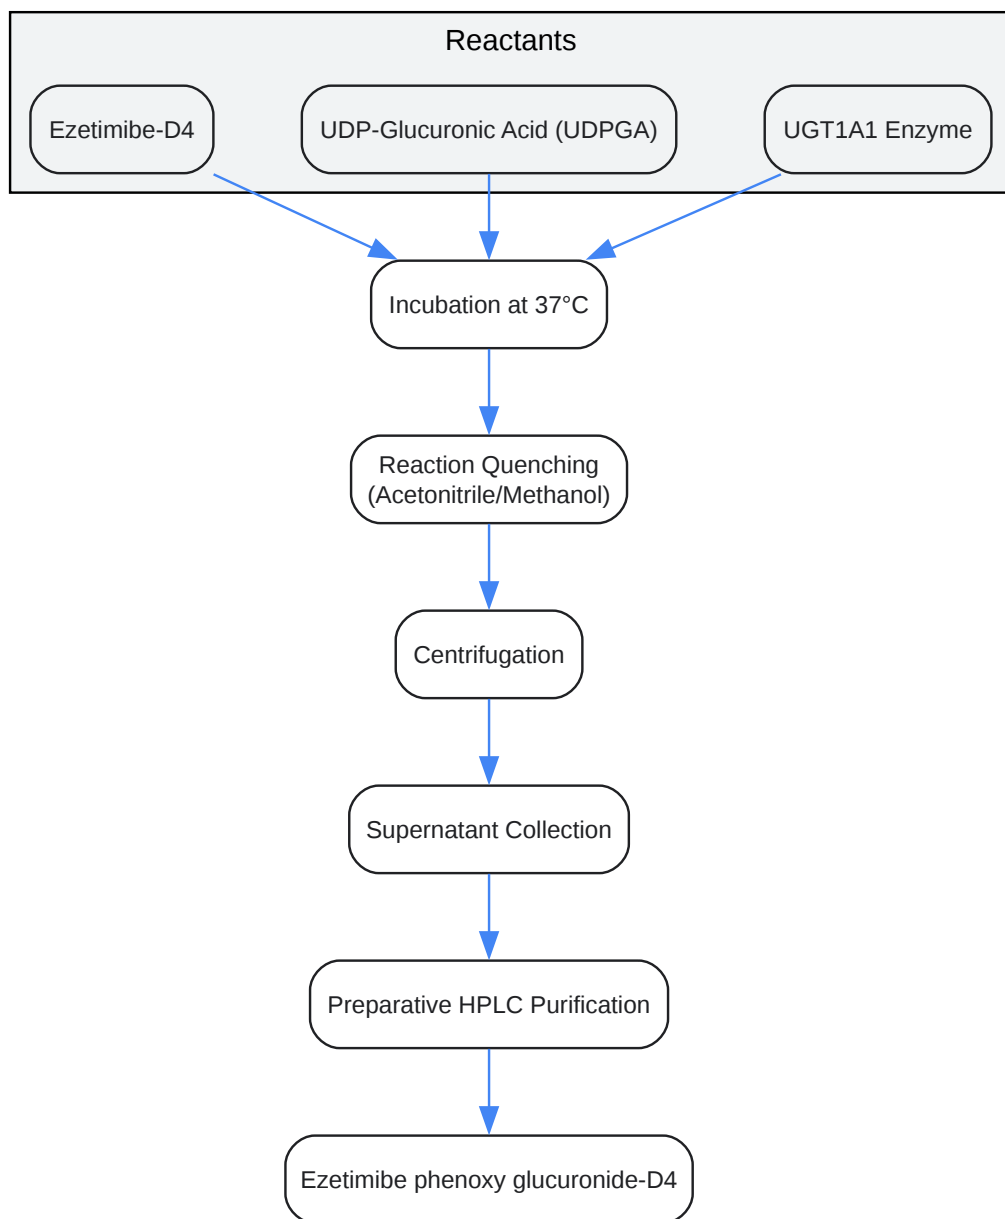 Reactants
Ezetimibe-D4
UDP-Glucuronic Acid (UDPGA)
UGT1A1 Enzyme
Incubation at 37°C
Reaction Quenching
(Acetonitrile/Methanol)
Centrifugation
Supernatant Collection
Preparative HPLC Purification
Ezetimibe phenoxy glucuronide-D4